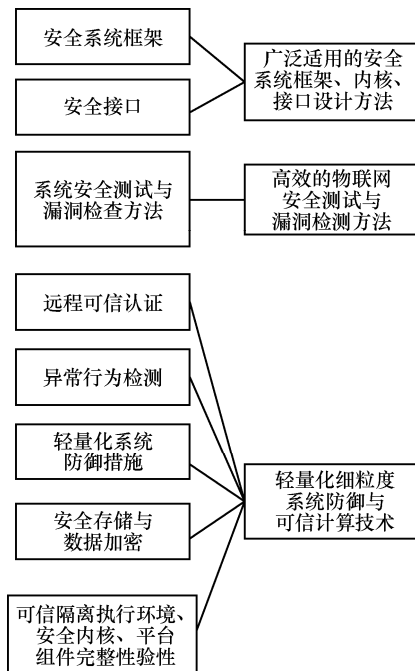 安全系统框架
安全接口
广泛适用的安全
系统框架、内核、
接口设计方法
系统安全测试与
漏洞检查方法
高效的物联网
安全测试与
漏洞检测方法
远程可信认证
异常行为检测
轻量化系统
防御措施
安全存储与
数据加密
可信隔离执行环境、
安全内核、平台
组件完整性验性
轻量化细粒度
系统防御与
可信计算技术